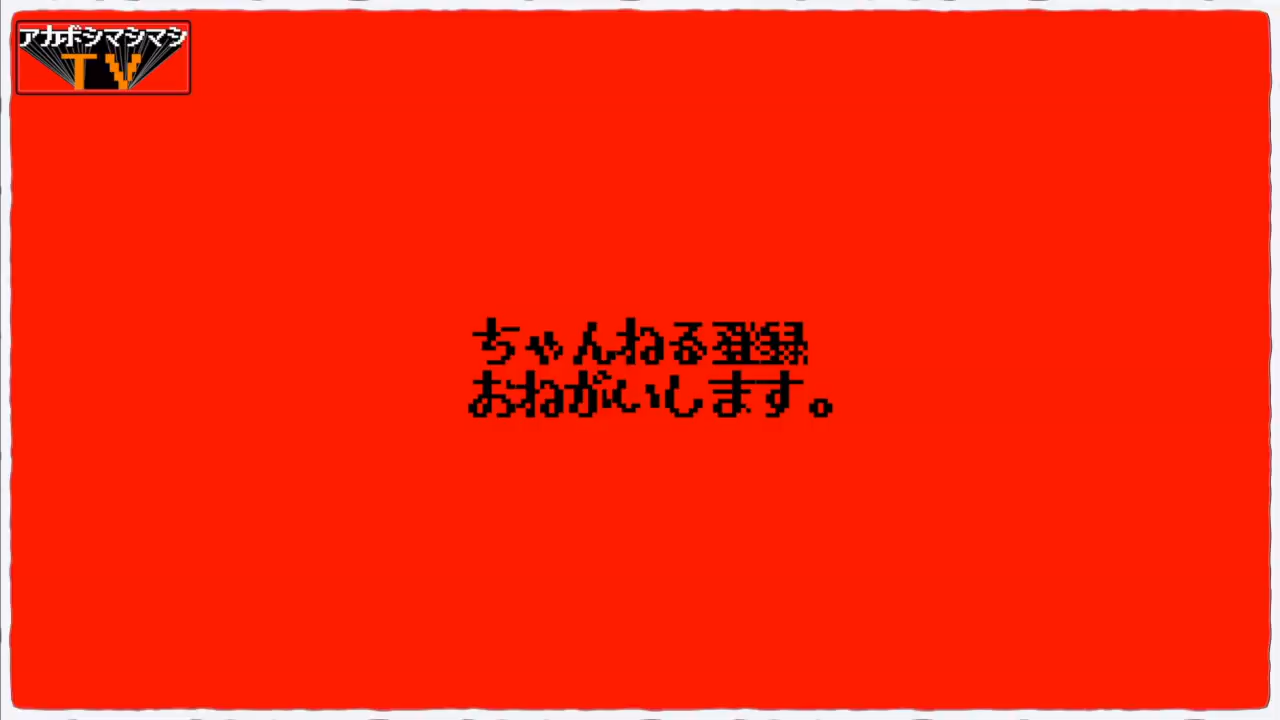 アカボシマシマシ
TV
ちゃんねる登録
おねがいします。